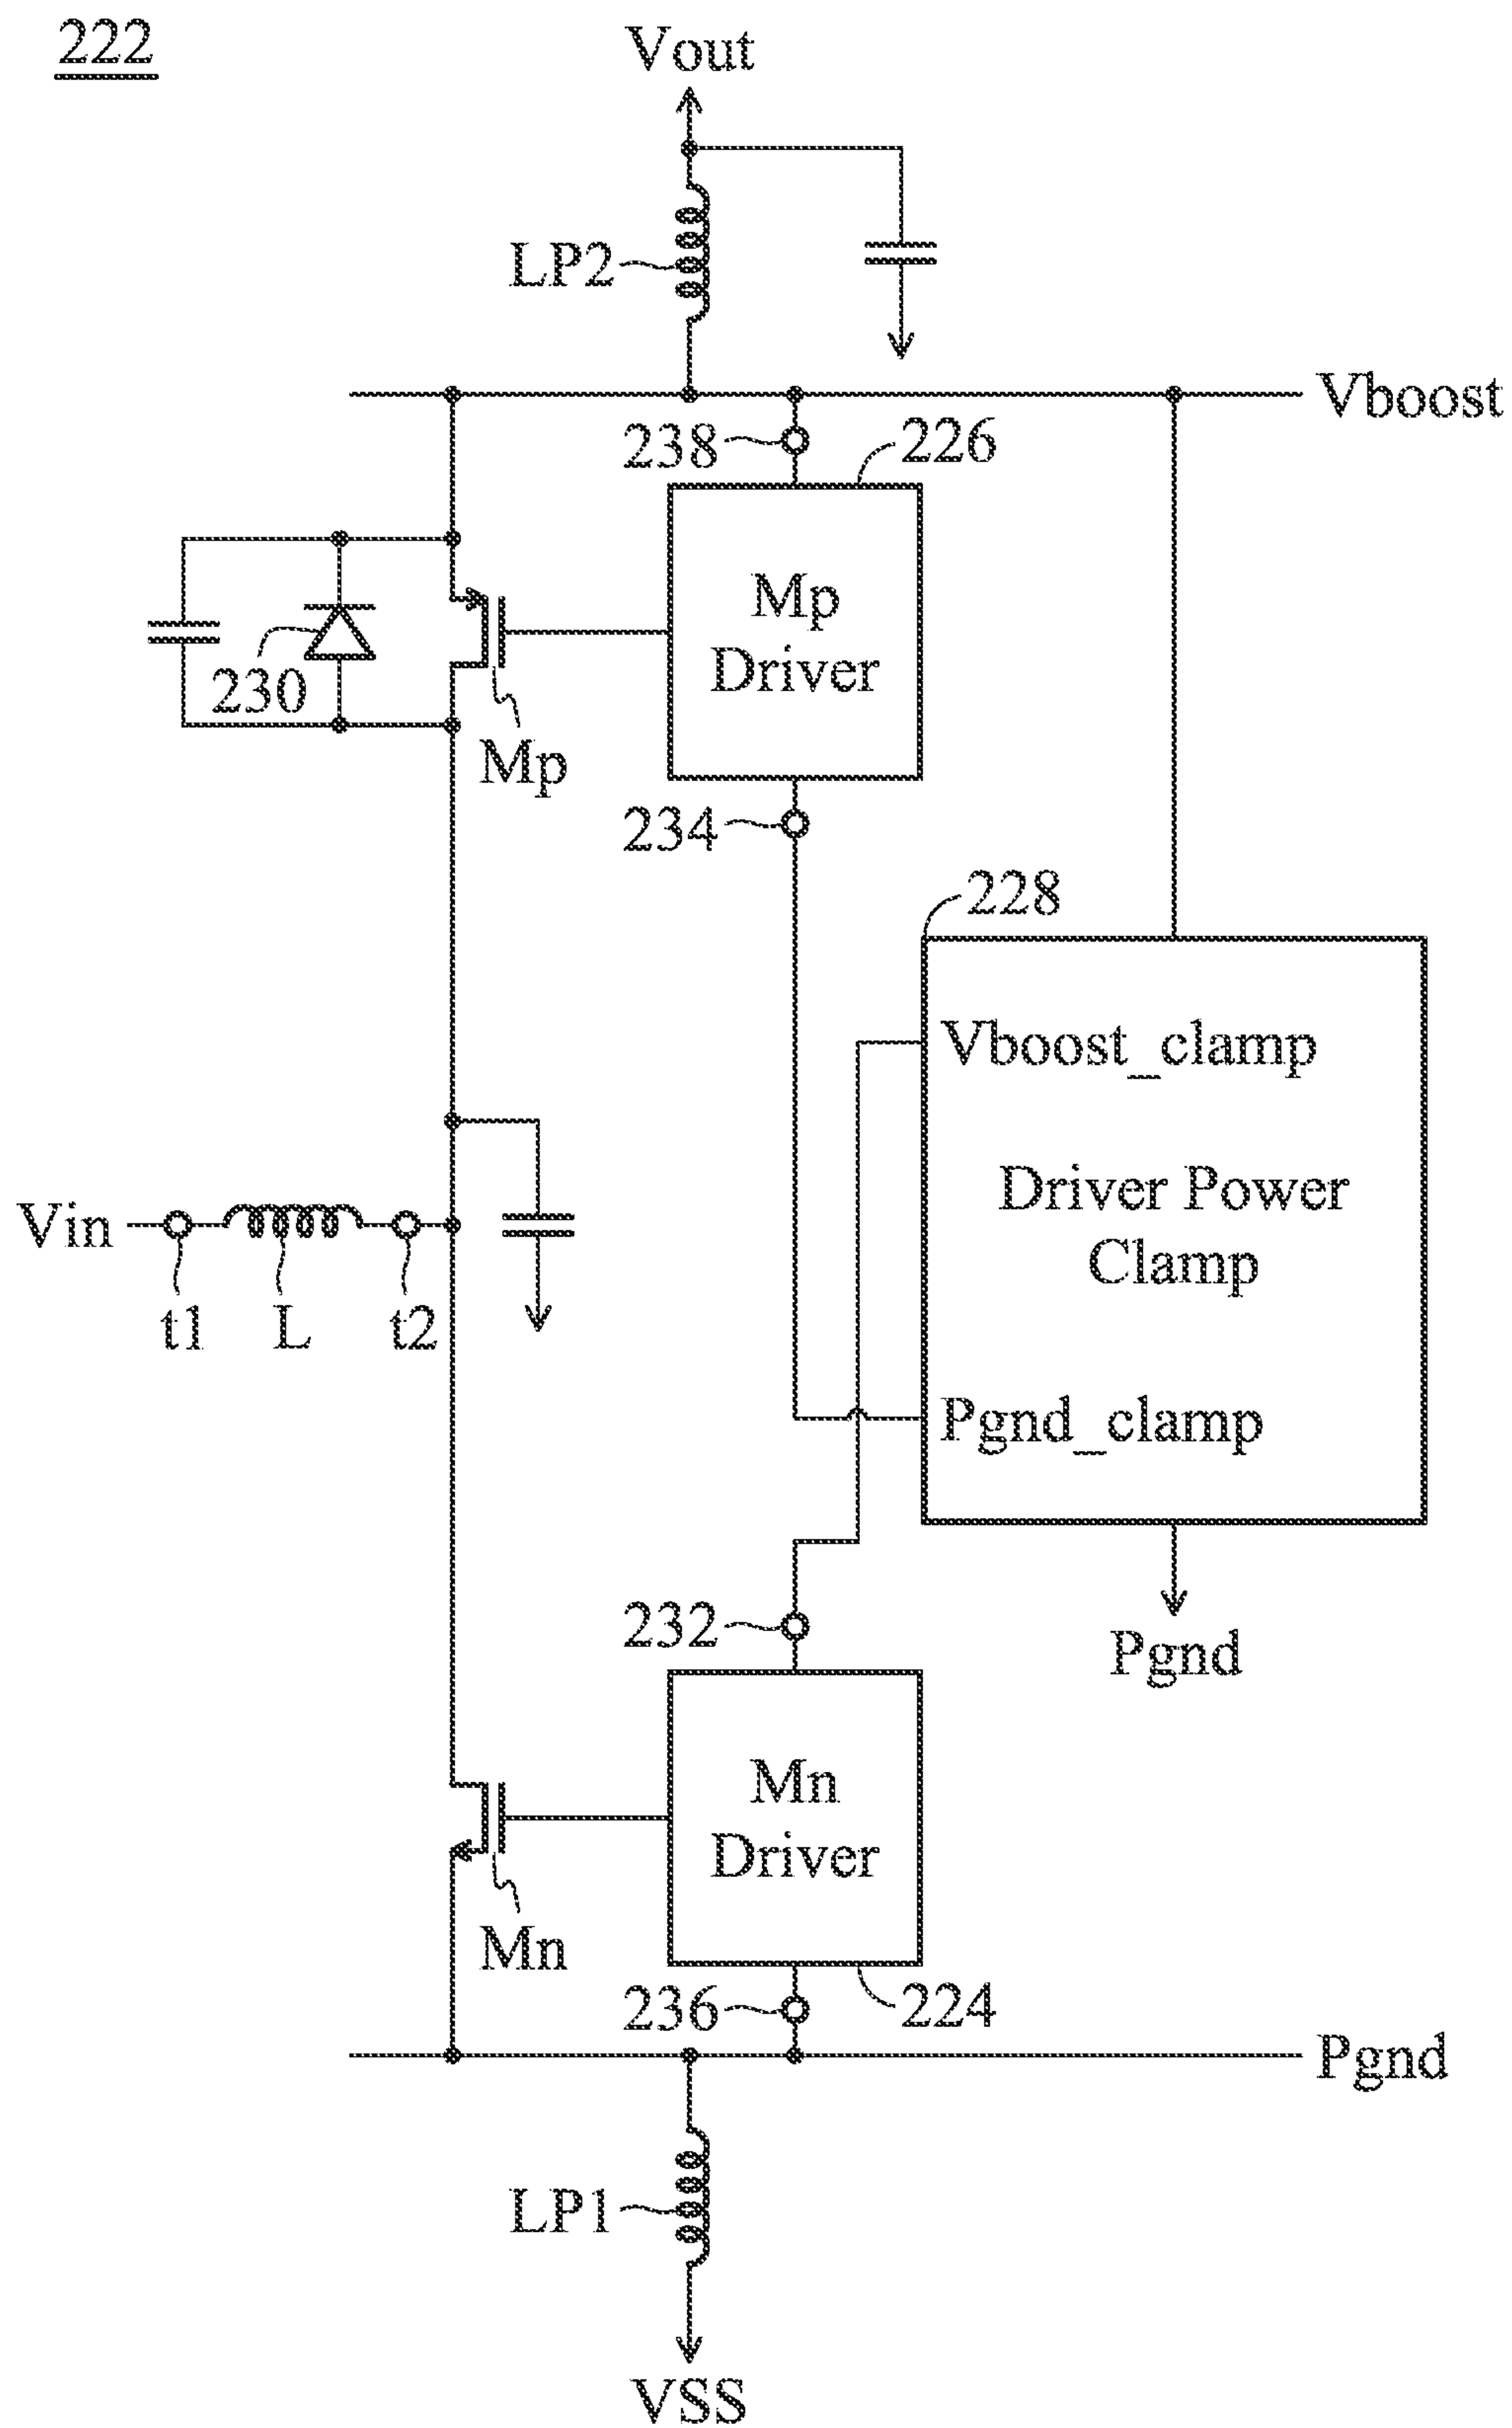 222
Vout
LP2
Vboost
238
226
Mp
Driver
230
Mp
234
228
Vboost_clamp
Driver Power
Clamp
Vin
t1
L
t2
Pgnd_clamp
232
Pgnd
Mn
Driver
Mn
236
224
Pgnd
LP1
VSS